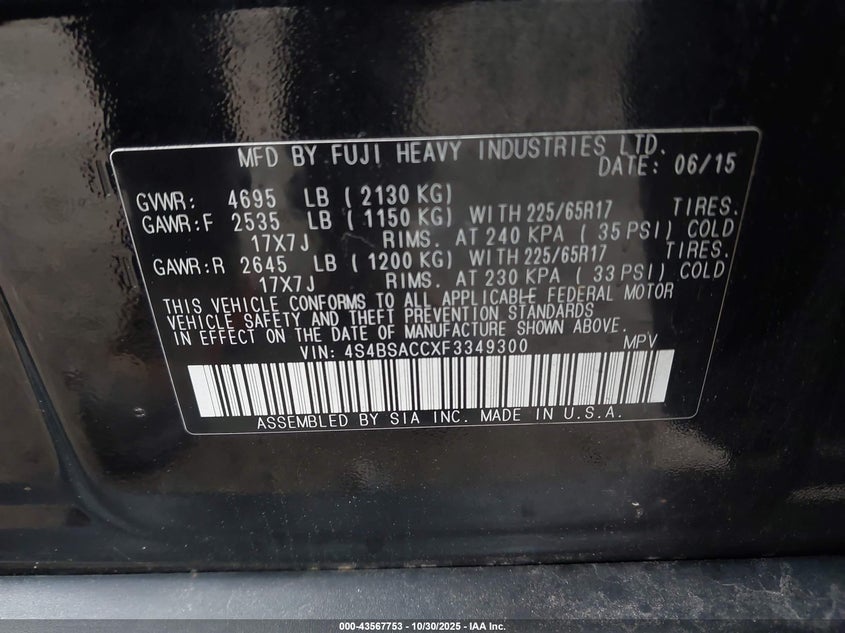 MFD BY FUJI HEAVY INDUSTRIES LTD.
DATE: 06/15
GVWR: 4695 LB ( 2130 KG)
GAWR:F 2535 LB ( 1150 KG) WITH 225/65R17 TIRES.
17X7J RIMS. AT 240 KPA ( 35 PSI) COLD
GAWR:R 2645 LB ( 1200 KG) WITH 225/65R17 TIRES.
17X7J RIMS. AT 230 KPA ( 33 PSI) COLD
THIS VEHICLE CONFORMS TO ALL APPLICABLE FEDERAL MOTOR
VEHICLE SAFETY AND THEFT PREVENTION STANDARDS
IN EFFECT ON THE DATE OF MANUFACTURE SHOWN ABOVE.
VIN: 4S4BSACCXF3349300 MPV
ASSEMBLED BY SIA INC. MADE IN U.S.A.
000-43567753 - 10/30/2025 - IAA Inc.